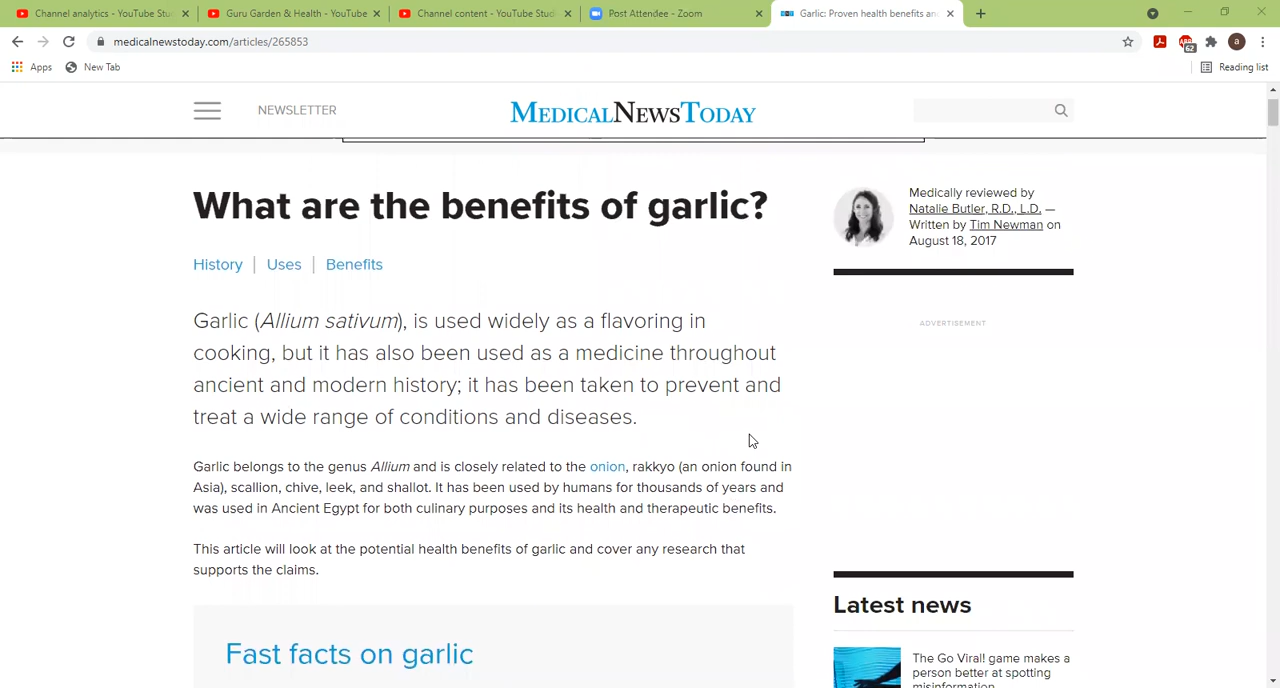 Channel analytics - YouTube Stu
Guru Garden & Health - YouTube
Channel content - YouTube Stud
Post Attendee - Zoom
Garlic: Proven health benefits an
medicalnewstoday.com/articles/265853
ABP
62
a
Apps
New Tab
Reading list
NEWSLETTER
MEDICALNEWSTODAY
What are the benefits of garlic?
History | Uses | Benefits
Garlic (Allium sativum), is used widely as a flavoring in
cooking, but it has also been used as a medicine throughout
ancient and modern history; it has been taken to prevent and
treat a wide range of conditions and diseases.
Garlic belongs to the genus Allium and is closely related to the onion, rakkyo (an onion found in
Asia), scallion, chive, leek, and shallot. It has been used by humans for thousands of years and
was used in Ancient Egypt for both culinary purposes and its health and therapeutic benefits.
This article will look at the potential health benefits of garlic and cover any research that
supports the claims.
Fast facts on garlic
Medically reviewed by
Natalie Butler, R.D., L.D. —
Written by Tim Newman on
August 18, 2017
ADVERTISEMENT
Latest news
The Go Viral! game makes a
person better at spotting
misinformation